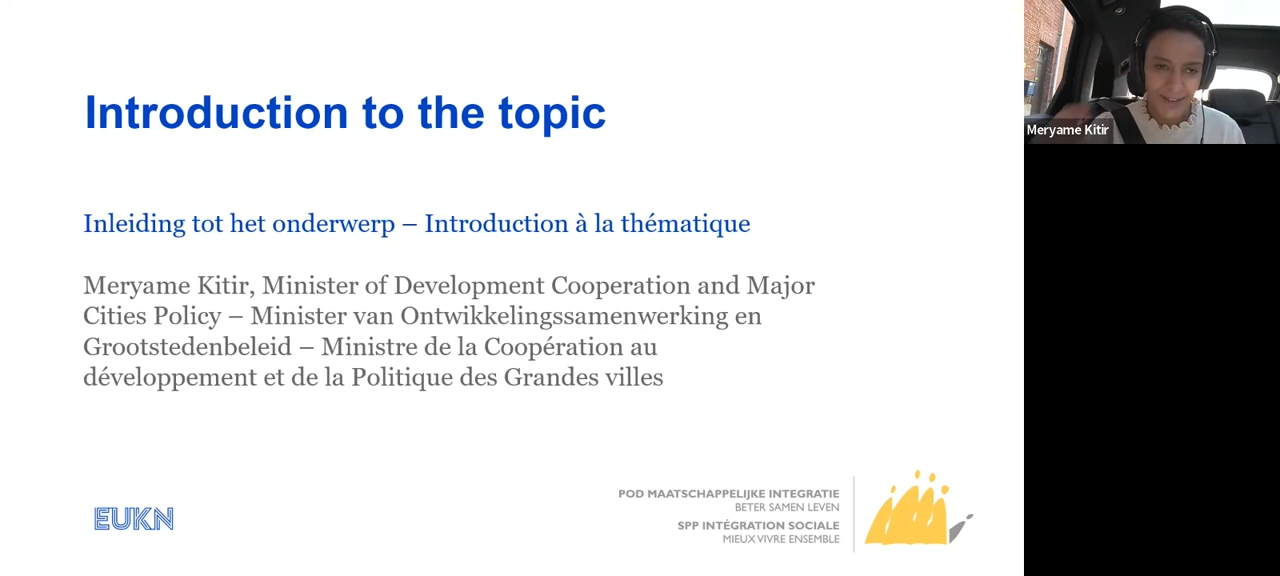 Introduction to the topic
Inleiding tot het onderwerp – Introduction à la thématique
Meryame Kitir, Minister of Development Cooperation and Major
Cities Policy – Minister van Ontwikkelingssamenwerking en
Grootstedenbeleid – Ministre de la Coopération au
développement et de la Politique des Grandes villes
EUKN
POD MAATSCHAPPELIJKE INTEGRATIE
BETER SAMEN LEVEN
SPP INTÉGRATION SOCIALE
MIEUX VIVRE ENSEMBLE
Meryame Kitir